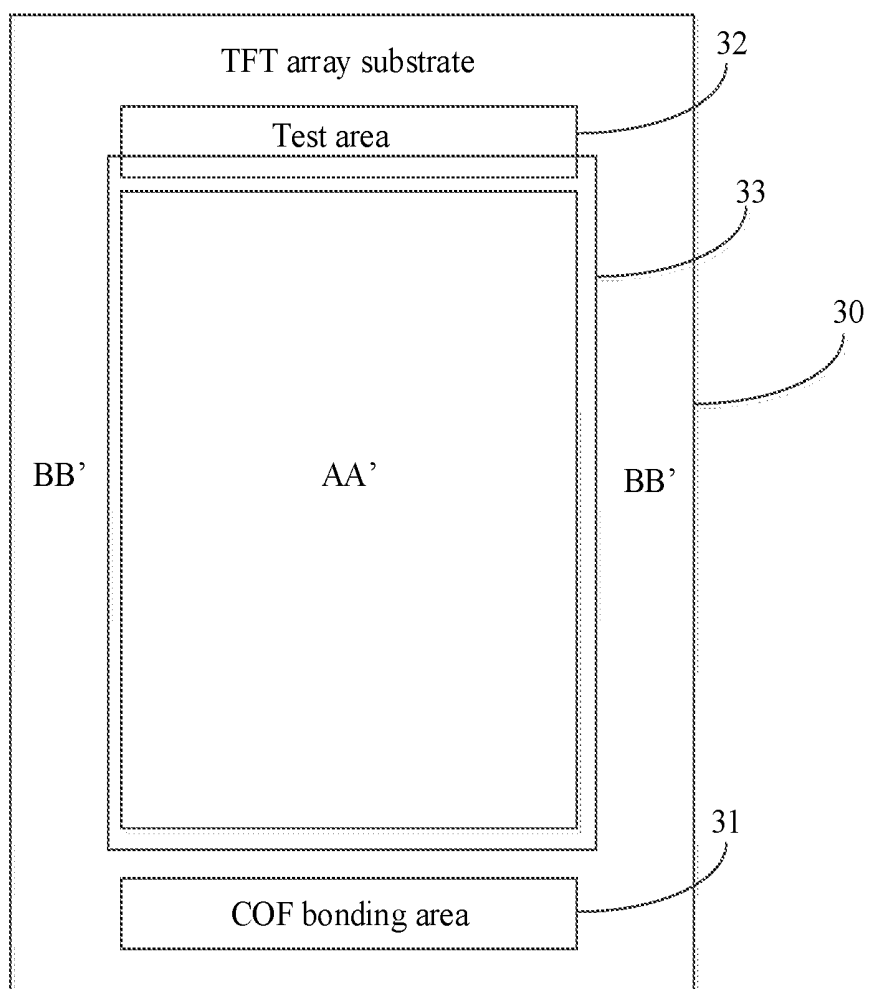 TFT array substrate
32
Test area
33
30
BB’
AA’
BB’
31
COF bonding area